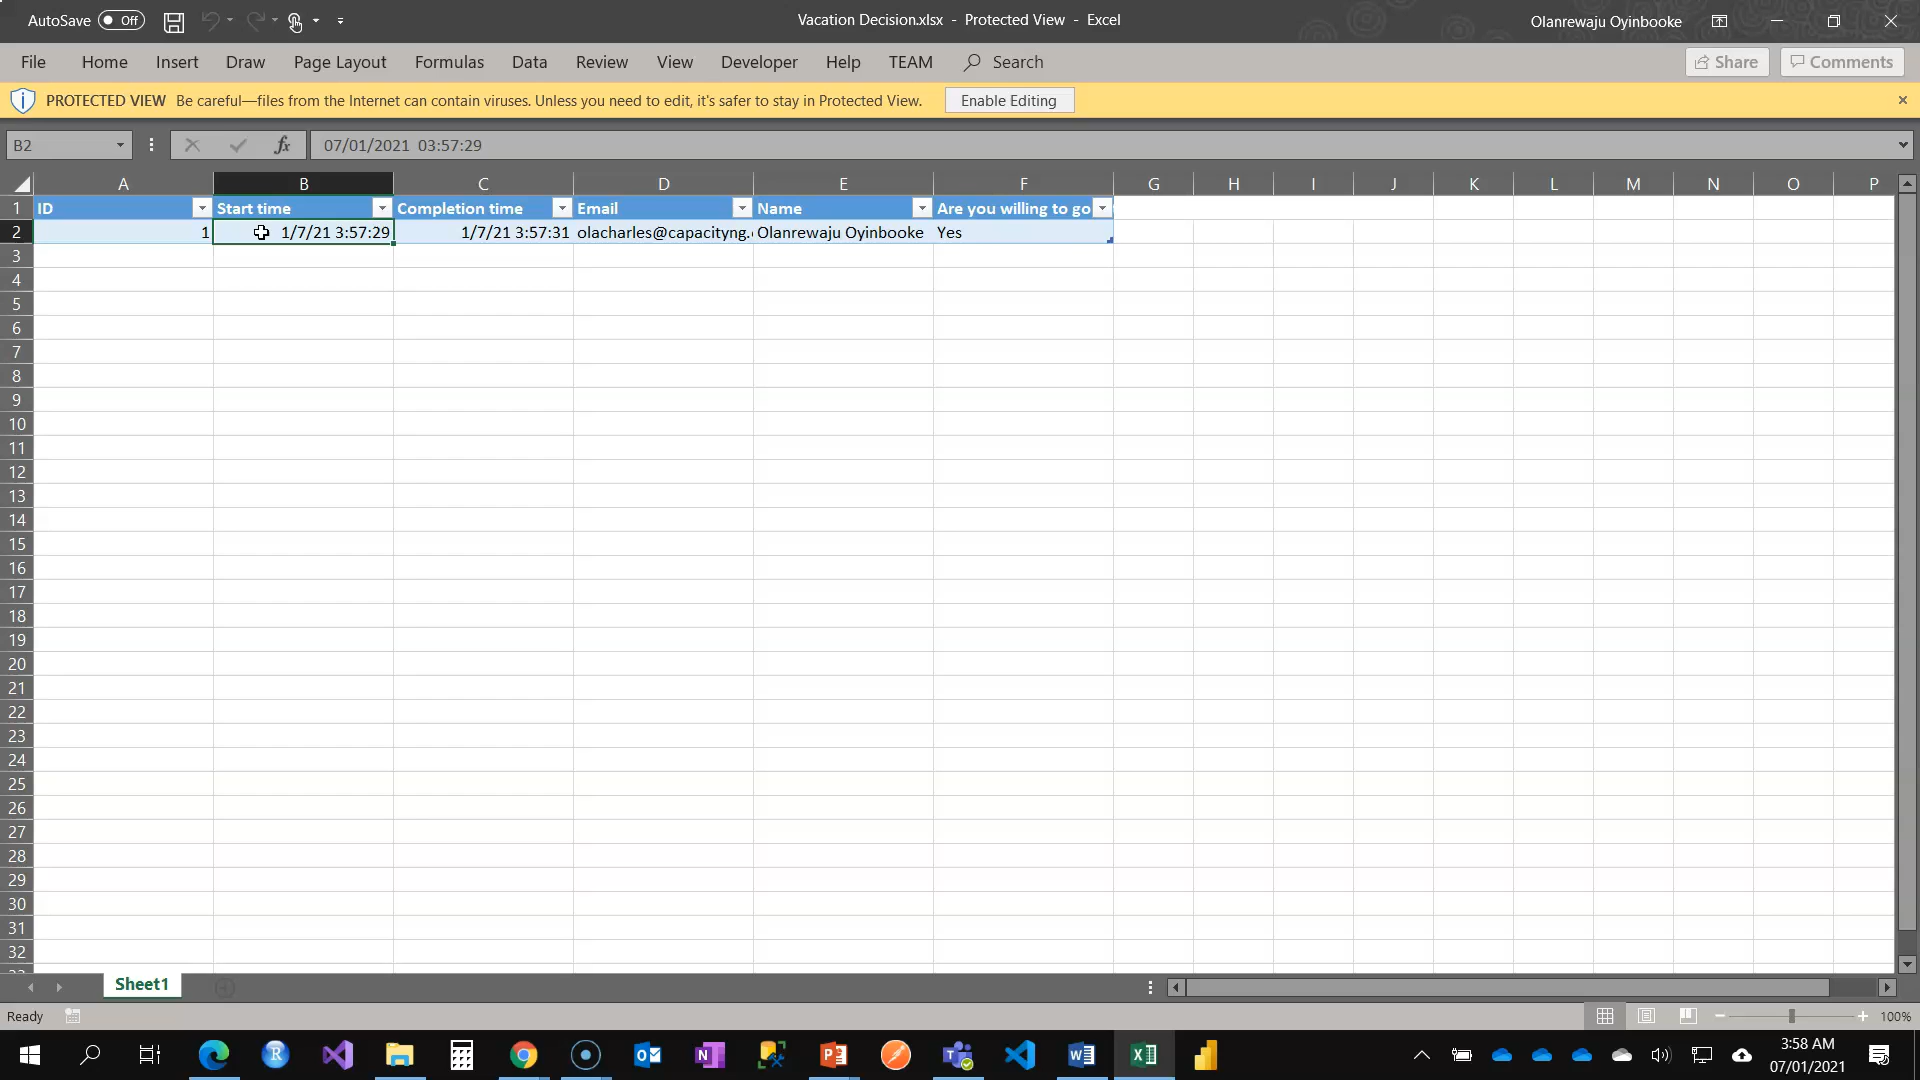 AutoSave Off
Vacation Decision.xlsx - Protected View - Excel
Olanrewaju Oyinbooke
File Home Insert Draw Page Layout Formulas Data Review View Developer Help TEAM Search Share Comments
PROTECTED VIEW Be careful—files from the Internet can contain viruses. Unless you need to edit, it's safer to stay in Protected View. Enable Editing
B2 fx 07/01/2021 03:57:29
A B C D E F G H I J K L M N O P
1 ID Start time Completion time Email Name Are you willing to go
2 1 1/7/21 3:57:29 1/7/21 3:57:31 olacharles@capacityng. Olanrewaju Oyinbooke Yes
3
4
5
6
7
8
9
10
11
12
13
14
15
16
17
18
19
20
21
22
23
24
25
26
27
28
29
30
31
32
Sheet1
Ready 100%
3:58 AM
07/01/2021